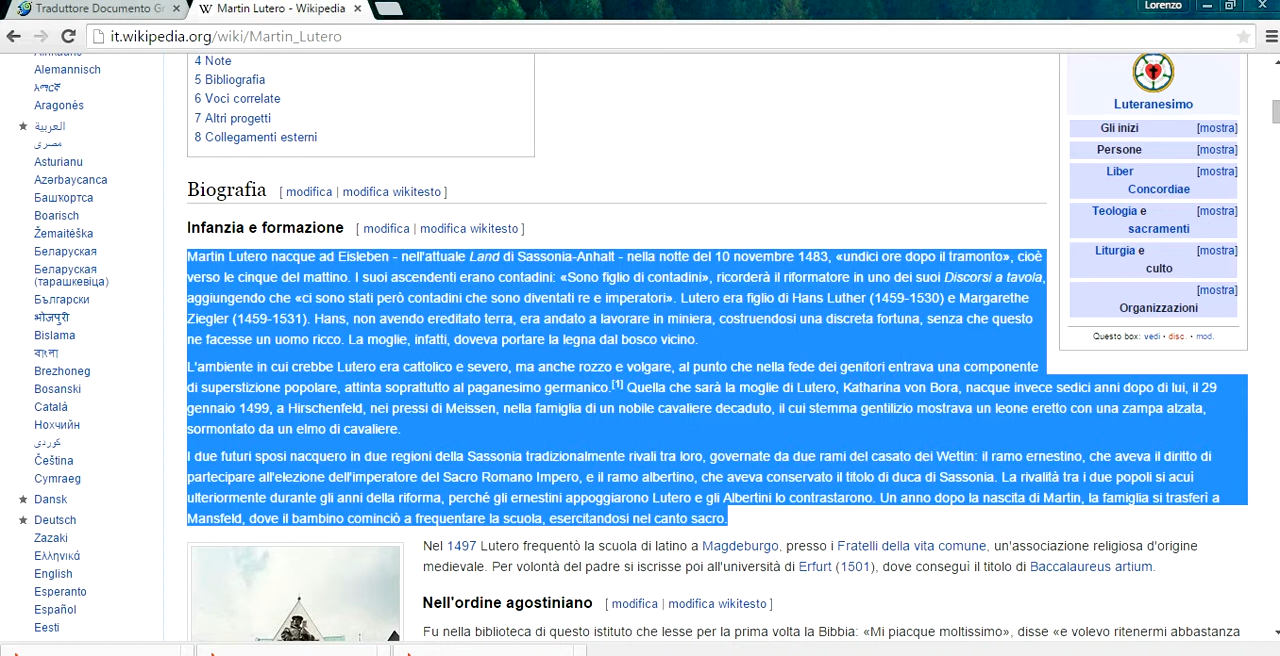 Traduttore Documento Gr
Martin Lutero - Wikipedia
Lorenzo
it.wikipedia.org/wiki/Martin_Lutero
Alemannisch
አማርኛ
Aragonés
العربية
مصرى
Asturianu
Azərbaycanca
Башҡортса
Boarisch
Žemaitėška
Беларуская
Беларуская
(тарашкевіца)
Български
भोजपुरी
Bislama
বাংলা
Brezhoneg
Bosanski
Català
Нохчийн
کوردی
Čeština
Cymraeg
Dansk
Deutsch
Zazaki
Ελληνικά
English
Esperanto
Español
Eesti
4 Note
5 Bibliografia
6 Voci correlate
7 Altri progetti
8 Collegamenti esterni
Biografia [ modifica | modifica wikitesto ]
Infanzia e formazione [ modifica | modifica wikitesto ]
Martin Lutero nacque ad Eisleben - nell'attuale Land di Sassonia-Anhalt - nella notte del 10 novembre 1483, «undici ore dopo il tramonto», cioè
verso le cinque del mattino. I suoi ascendenti erano contadini: «Sono figlio di contadini», ricorderà il riformatore in uno dei suoi Discorsi a tavola,
aggiungendo che «ci sono stati però contadini che sono diventati re e imperatori». Lutero era figlio di Hans Luther (1459-1530) e Margarethe
Ziegler (1459-1531). Hans, non avendo ereditato terra, era andato a lavorare in miniera, costruendosi una discreta fortuna, senza che questo
ne facesse un uomo ricco. La moglie, infatti, doveva portare la legna dal bosco vicino.
L'ambiente in cui crebbe Lutero era cattolico e severo, ma anche rozzo e volgare, al punto che nella fede dei genitori entrava una componente
di superstizione popolare, attinta soprattutto al paganesimo germanico.[1] Quella che sarà la moglie di Lutero, Katharina von Bora, nacque invece sedici anni dopo di lui, il 29
gennaio 1499, a Hirschenfeld, nei pressi di Meissen, nella famiglia di un nobile cavaliere decaduto, il cui stemma gentilizio mostrava un leone eretto con una zampa alzata,
sormontato da un elmo di cavaliere.
I due futuri sposi nacquero in due regioni della Sassonia tradizionalmente rivali tra loro, governate da due rami del casato dei Wettin: il ramo ernestino, che aveva il diritto di
partecipare all'elezione dell'imperatore del Sacro Romano Impero, e il ramo albertino, che aveva conservato il titolo di duca di Sassonia. La rivalità tra i due popoli si acuì
ulteriormente durante gli anni della riforma, perché gli ernestini appoggiarono Lutero e gli Albertini lo contrastarono. Un anno dopo la nascita di Martin, la famiglia si trasferì a
Mansfeld, dove il bambino cominciò a frequentare la scuola, esercitandosi nel canto sacro.
Nel 1497 Lutero frequentò la scuola di latino a Magdeburgo, presso i Fratelli della vita comune, un'associazione religiosa d'origine
medievale. Per volontà del padre si iscrisse poi all'università di Erfurt (1501), dove conseguì il titolo di Baccalaureus artium.
Nell'ordine agostiniano [ modifica | modifica wikitesto ]
Fu nella biblioteca di questo istituto che lesse per la prima volta la Bibbia: «Mi piacque moltissimo», disse «e volevo ritenermi abbastanza
Luteranesimo
Gli inizi [mostra]
Persone [mostra]
Liber [mostra]
Concordiae
Teologia e [mostra]
sacramenti
Liturgia e [mostra]
culto
[mostra]
Organizzazioni
Questo box: vedi • disc. • mod.